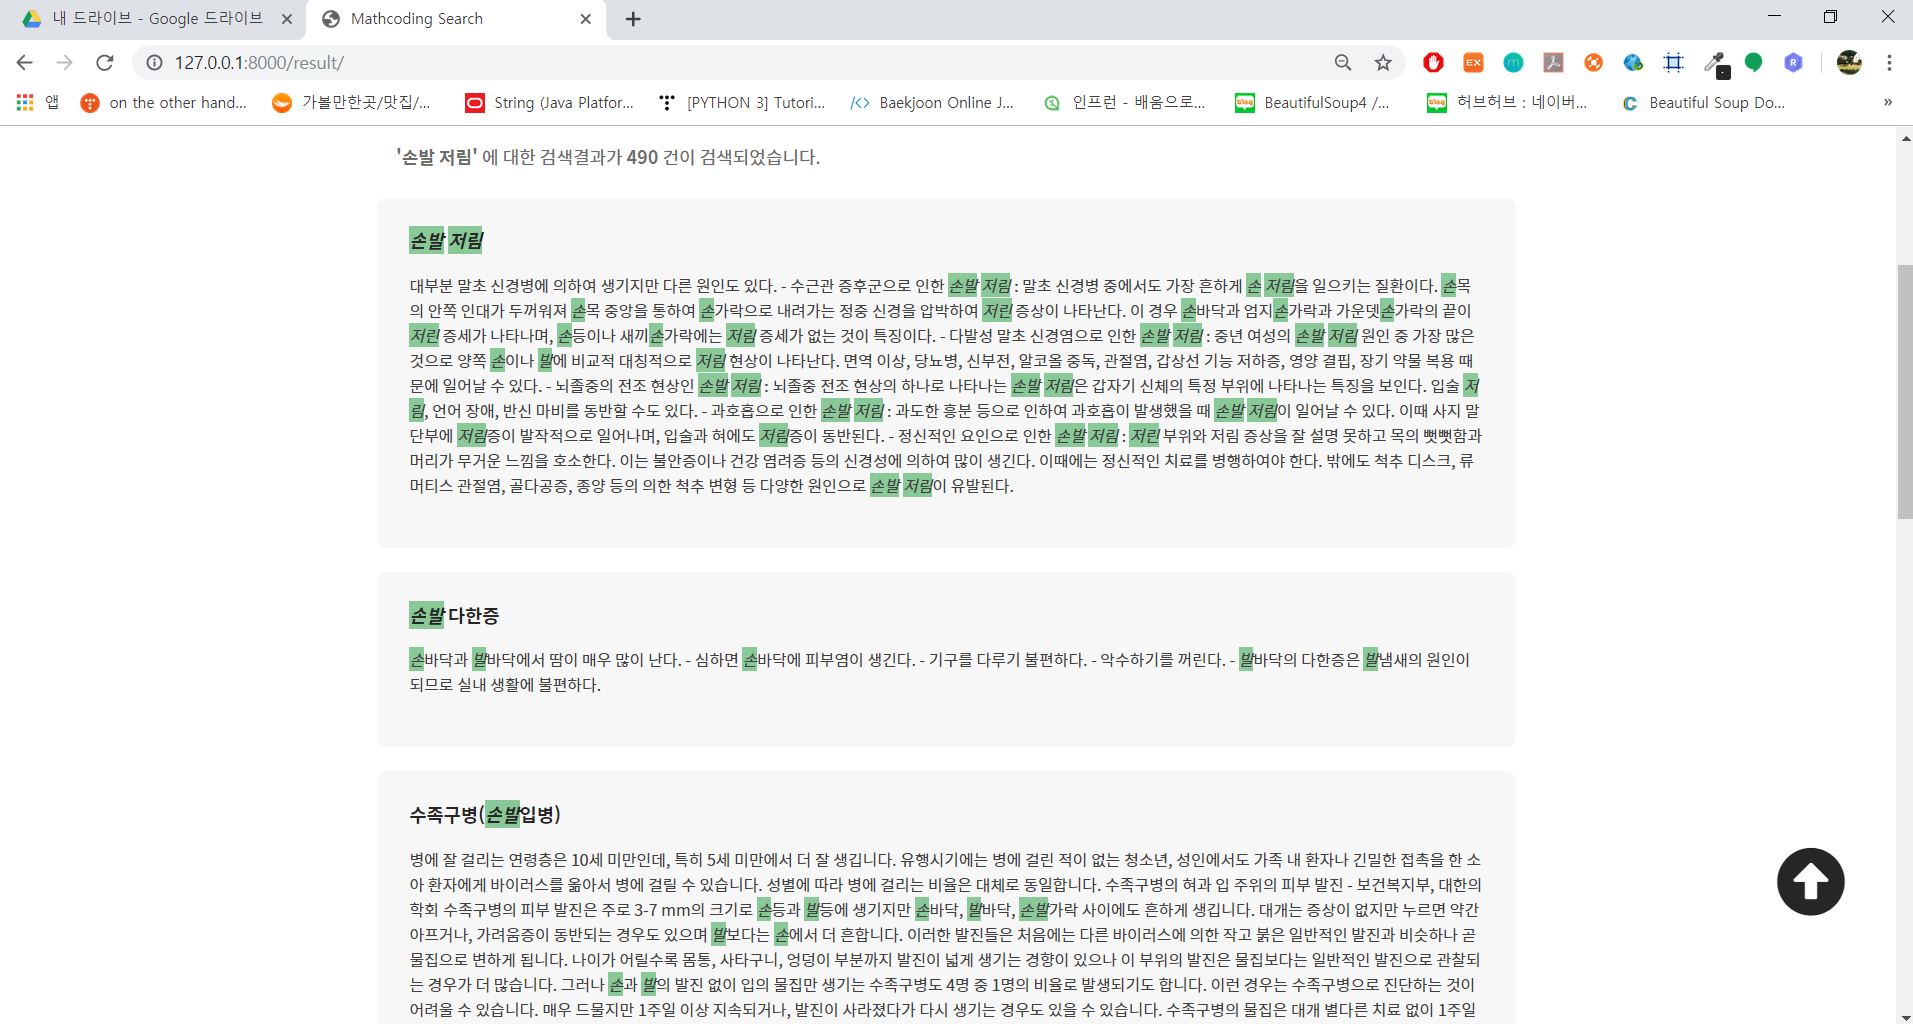 내 드라이브 - Google 드라이브
Mathcoding Search
127.0.0.1:8000/result/
앱
on the other hand...
가볼만한곳/맛집/...
String (Java Platfor...
[PYTHON 3] Tutori...
Baekjoon Online J...
인프런 - 배움으로...
BeautifulSoup4 /...
허브허브 : 네이버...
Beautiful Soup Do...
»
'손발 저림' 에 대한 검색결과가 490 건이 검색되었습니다.
손발 저림
대부분 말초 신경병에 의하여 생기지만 다른 원인도 있다. - 수근관 증후군으로 인한 손발 저림 : 말초 신경병 중에서도 가장 흔하게 손 저림을 일으키는 질환이다. 손목
의 안쪽 인대가 두꺼워져 손목 중앙을 통하여 손가락으로 내려가는 정중 신경을 압박하여 저린 증상이 나타난다. 이 경우 손바닥과 엄지손가락과 가운뎃손가락의 끝이
저린 증세가 나타나며, 손등이나 새끼손가락에는 저림 증세가 없는 것이 특징이다. - 다발성 말초 신경염으로 인한 손발 저림 : 중년 여성의 손발 저림 원인 중 가장 많은
것으로 양쪽 손이나 발에 비교적 대칭적으로 저림 현상이 나타난다. 면역 이상, 당뇨병, 신부전, 알코올 중독, 관절염, 갑상선 기능 저하증, 영양 결핍, 장기 약물 복용 때
문에 일어날 수 있다. - 뇌졸중의 전조 현상인 손발 저림 : 뇌졸중 전조 현상의 하나로 나타나는 손발 저림은 갑자기 신체의 특정 부위에 나타나는 특징을 보인다. 입술 저
림, 언어 장애, 반신 마비를 동반할 수도 있다. - 과호흡으로 인한 손발 저림 : 과도한 흥분 등으로 인하여 과호흡이 발생했을 때 손발 저림이 일어날 수 있다. 이때 사지 말
단부에 저림증이 발작적으로 일어나며, 입술과 혀에도 저림증이 동반된다. - 정신적인 요인으로 인한 손발 저림 : 저린 부위와 저림 증상을 잘 설명 못하고 목의 뻣뻣함과
머리가 무거운 느낌을 호소한다. 이는 불안증이나 건강 염려증 등의 신경성에 의하여 많이 생긴다. 이때에는 정신적인 치료를 병행하여야 한다. 밖에도 척추 디스크, 류
머티스 관절염, 골다공증, 종양 등의 의한 척추 변형 등 다양한 원인으로 손발 저림이 유발된다.
손발 다한증
손바닥과 발바닥에서 땀이 매우 많이 난다. - 심하면 손바닥에 피부염이 생긴다. - 기구를 다루기 불편하다. - 악수하기를 꺼린다. - 발바닥의 다한증은 발냄새의 원인이
되므로 실내 생활에 불편하다.
수족구병(손발입병)
병에 잘 걸리는 연령층은 10세 미만인데, 특히 5세 미만에서 더 잘 생깁니다. 유행시기에는 병에 걸린 적이 없는 청소년, 성인에서도 가족 내 환자나 긴밀한 접촉을 한 소
아 환자에게 바이러스를 옮아서 병에 걸릴 수 있습니다. 성별에 따라 병에 걸리는 비율은 대체로 동일합니다. 수족구병의 혀과 입 주위의 피부 발진 - 보건복지부, 대한의
학회 수족구병의 피부 발진은 주로 3-7 mm의 크기로 손등과 발등에 생기지만 손바닥, 발바닥, 손발가락 사이에도 흔하게 생깁니다. 대개는 증상이 없지만 누르면 약간
아프거나, 가려움증이 동반되는 경우도 있으며 발보다는 손에서 더 흔합니다. 이러한 발진들은 처음에는 다른 바이러스에 의한 작고 붉은 일반적인 발진과 비슷하나 곧
물집으로 변하게 됩니다. 나이가 어릴수록 몸통, 사타구니, 엉덩이 부분까지 발진이 넓게 생기는 경향이 있으나 이 부위의 발진은 물집보다는 일반적인 발진으로 관찰되
는 경우가 더 많습니다. 그러나 손과 발의 발진 없이 입의 물집만 생기는 수족구병도 4명 중 1명의 비율로 발생되기도 합니다. 이런 경우는 수족구병으로 진단하는 것이
어려울 수 있습니다. 매우 드물지만 1주일 이상 지속되거나, 발진이 사라졌다가 다시 생기는 경우도 있을 수 있습니다. 수족구병의 물집은 대개 별다른 치료 없이 1주일